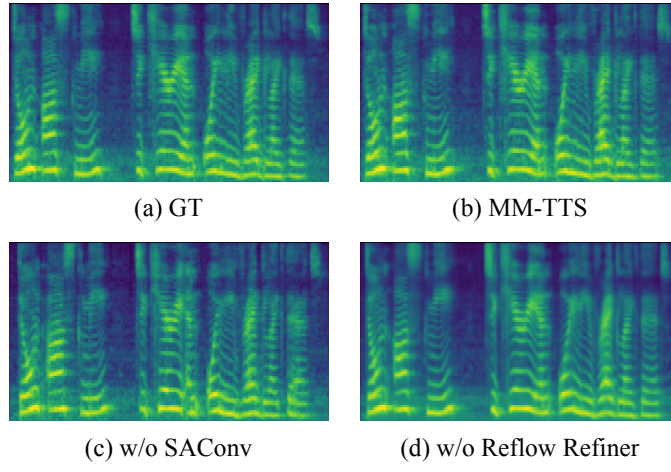 (a) GT
(b) MM-TTS
(c) w/o SAConv
(d) w/o Reflow Refiner